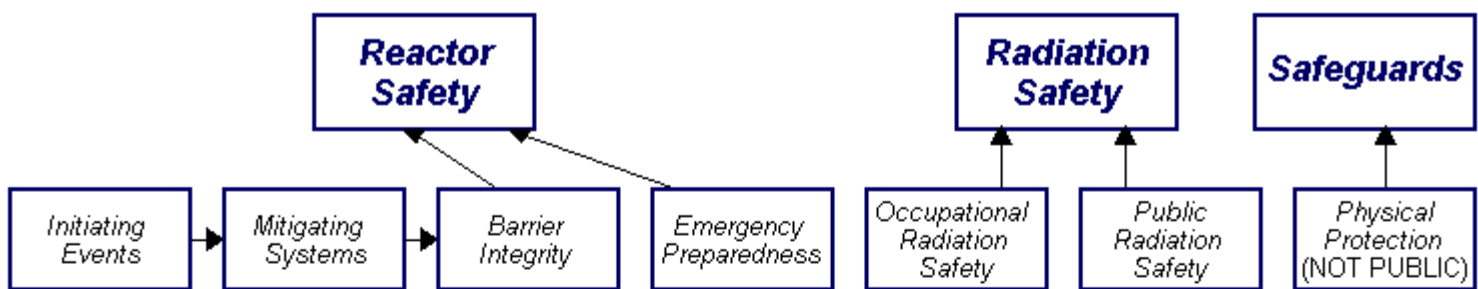 Reactor
Safety
Radiation
Safety
Safeguards
Initiating
Events
Mitigating
Systems
Barrier
Integrity
Emergency
Preparedness
Occupational
Radiation
Safety
Public
Radiation
Safety
Physical
Protection
(NOT PUBLIC)